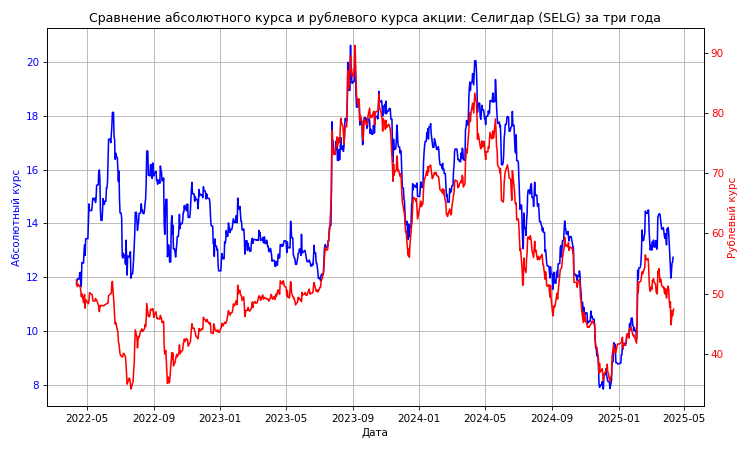 Сравнение абсолютного курса и рублевого курса акции: Селигдар (SELG) за три года
20
18
16
14
12
10
8
Абсолютный курс
90
80
70
60
50
40
Рублевый курс
2022-05 2022-09 2023-01 2023-05 2023-09 2024-01 2024-05 2024-09 2025-01 2025-05
Дата